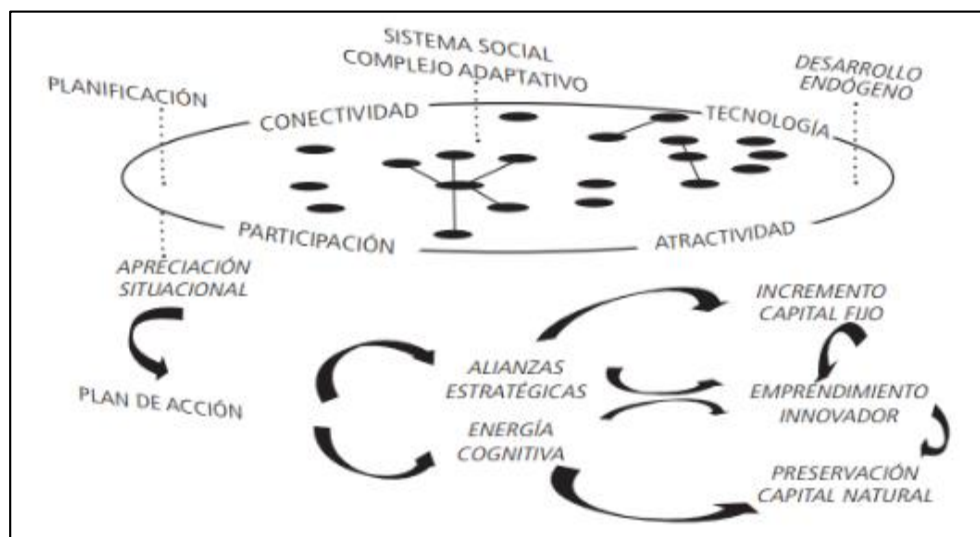 SISTEMA SOCIAL
COMPLEJO ADAPTATIVO
PLANIFICACIÓN
DESARROLLO
ENDÓGENO
CONECTIVIDAD
TECNOLOGÍA
PARTICIPACIÓN
ATRACTIVIDAD
APRECIACIÓN
SITUACIONAL
INCREMENTO
CAPITAL FIJO
ALIANZAS
ESTRATÉGICAS
PLAN DE ACCIÓN
EMPRENDIMIENTO
INNOVADOR
ENERGÍA
COGNITIVA
PRESERVACIÓN
CAPITAL NATURAL